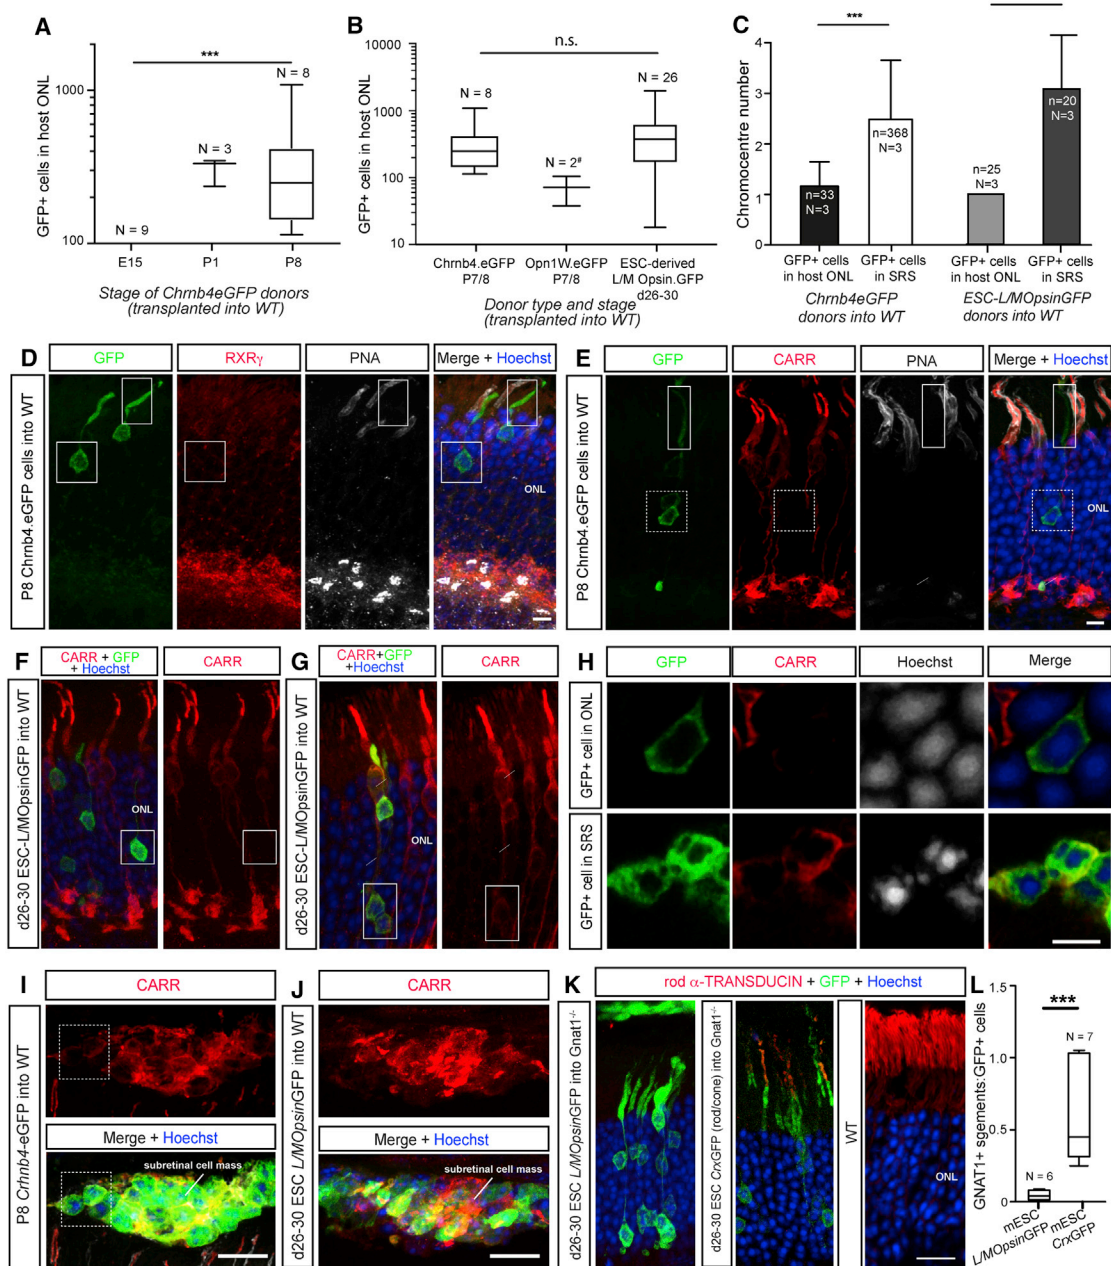 A
GFP+ cells in host ONL
1000
100
***
N = 9
N = 3
N = 8
E15
P1
P8
Stage of Chrnb4eGFP donors
(transplanted into WT)
B
GFP+ cells in host ONL
10000
1000
100
10
n.s.
N = 8
N = 2#
N = 26
Chrnb4.eGFP
P7/8
Opn1W.eGFP
P7/8
ESC-derived
L/M Opsin.GFP
d26-30
Donor type and stage
(transplanted into WT)
C
Chromocentre number
4
3
2
1
0
***
n=33
N=3
n=368
N=3
n=25
N=3
n=20
N=3
GFP+ cells
in host ONL
GFP+ cells
in SRS
GFP+ cells
in host ONL
GFP+ cells
in SRS
Chrnb4eGFP
donors into WT
ESC-L/MOpsinGFP
donors into WT
D
GFP
RXRγ
PNA
Merge + Hoechst
P8 Chrnb4.eGFP cells into WT
ONL
E
GFP
CARR
PNA
Merge + Hoechst
P8 Chrnb4.eGFP cells into WT
ONL
F
CARR + GFP
+ Hoechst
CARR
d26-30 ESC-L/MOpsinGFP into WT
ONL
G
CARR+GFP
+Hoechst
CARR
d26-30 ESC-L/MOpsinGFP into WT
ONL
H
GFP
CARR
Hoechst
Merge
GFP+ cell in ONL
GFP+ cell in SRS
I
CARR
P8 Crhnb4-eGFP into WT
Merge + Hoechst
subretinal cell mass
J
CARR
d26-30 ESC L/MOpsinGFP into WT
Merge + Hoechst
subretinal cell mass
K
rod α-TRANSDUCIN + GFP + Hoechst
d26-30 ESC L/MOpsinGFP into Gnat1-/-
d26-30 ESC CrxGFP (rod/cone) into Gnat1-/-
WT
ONL
L
GNAT1+ sgements:GFP+ cells
1.5
1.0
0.5
0
***
N = 6
N = 7
mESC
L/MOpsinGFP
mESC
CrxGFP